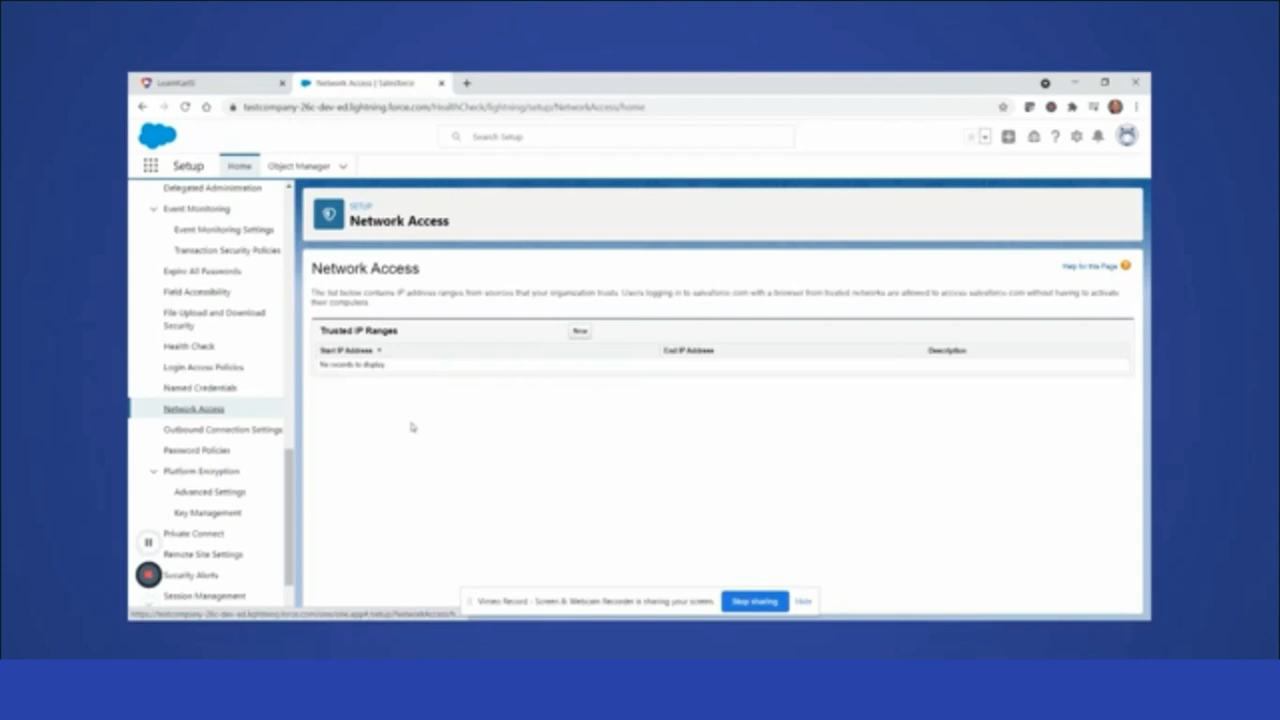 LearnKartS
Network Access | Salesforce
testcompany-26c-dev-ed.lightning.force.com/HealthCheck/lightning/setup/NetworkAccess/home
Search Setup
Setup
Home
Object Manager
Delegated Administration
Event Monitoring
Event Monitoring Settings
Transaction Security Policies
Expire All Passwords
Field Accessibility
File Upload and Download
Security
Health Check
Login Access Policies
Named Credentials
Network Access
Outbound Connection Settings
Password Policies
Platform Encryption
Advanced Settings
Key Management
Private Connect
Remote Site Settings
Security Alerts
Session Management
SETUP
Network Access
Network Access
Help for this Page
The list below contains IP address ranges from sources that your organization trusts. Users logging in to salesforce.com with a browser from trusted networks are allowed to access salesforce.com without having to activate
their computers.
Trusted IP Ranges
New
Start IP Address
End IP Address
Description
No records to display
Vimeo Record - Screen & Webcam Recorder is sharing your screen.
Stop sharing
Hide